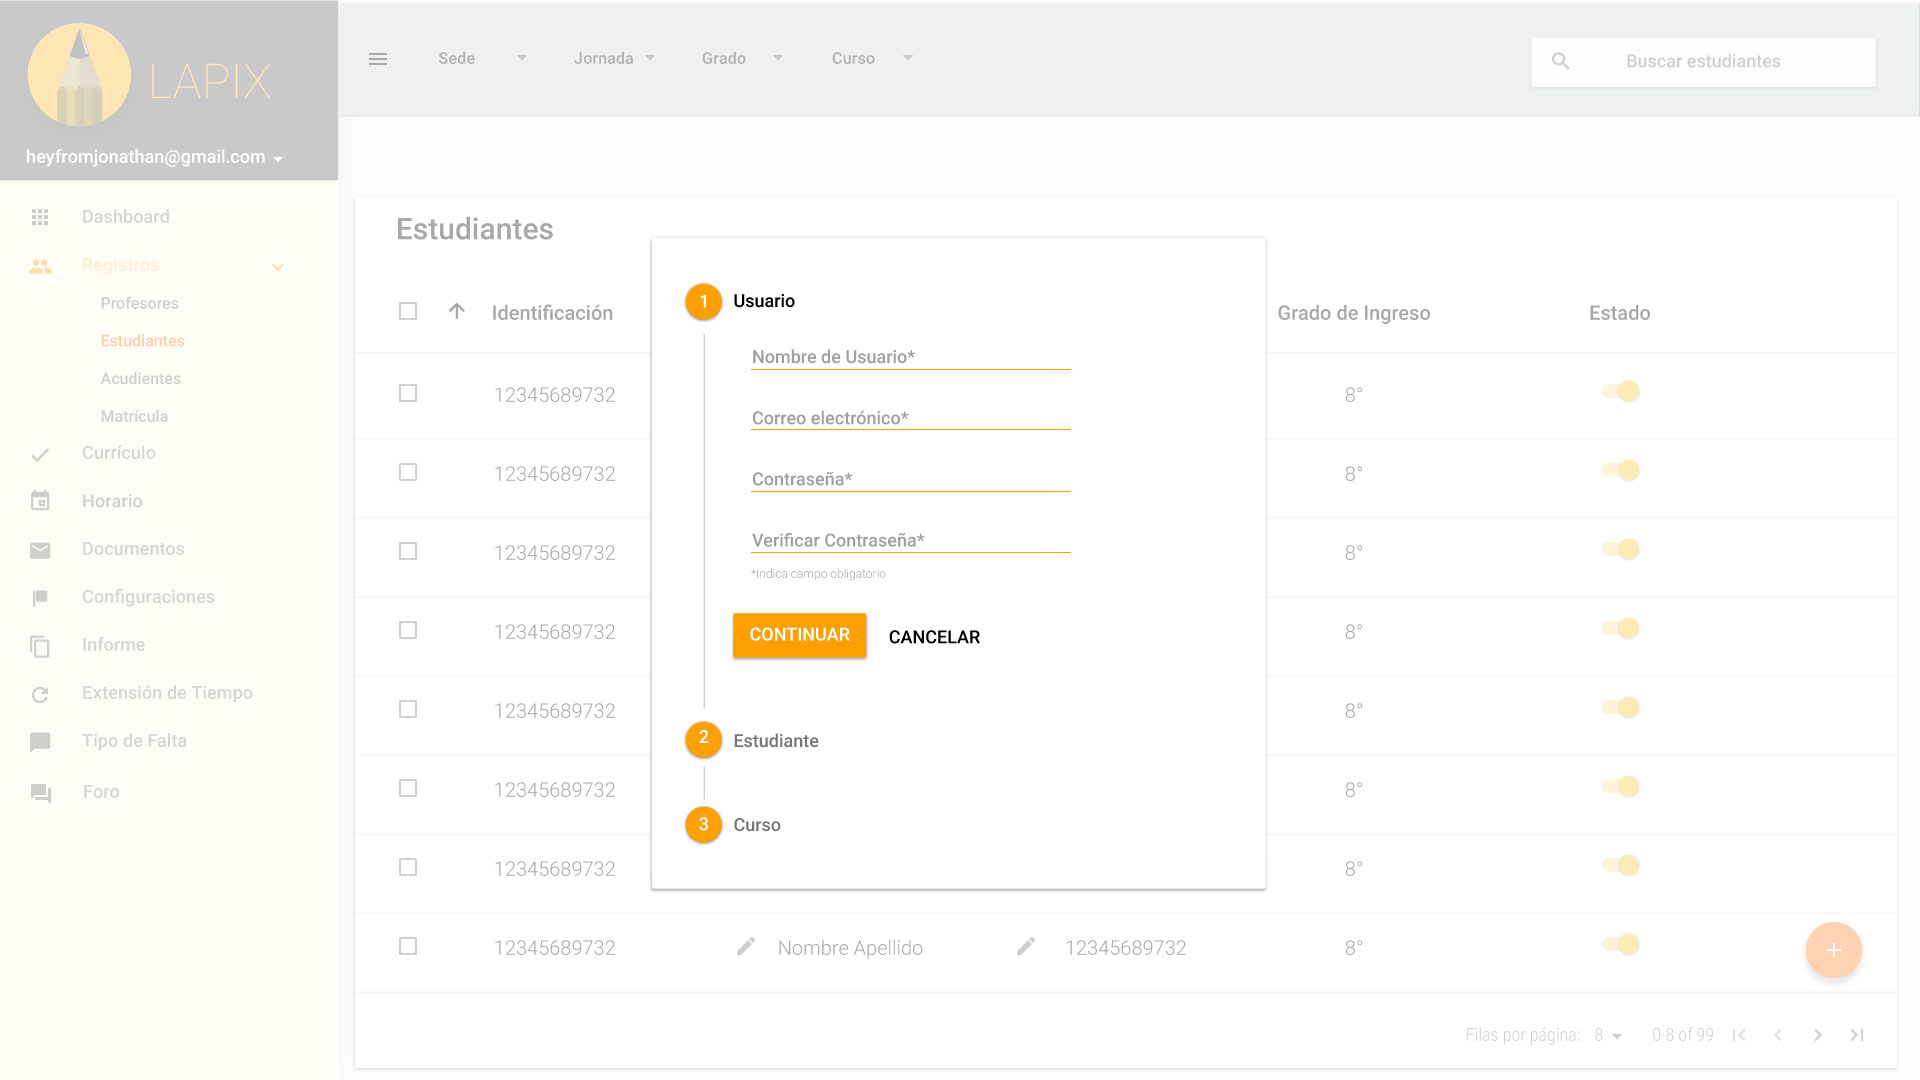 LAPIX
heyfromjonathan@gmail.com
Sede
Jornada
Grado
Curso
Buscar estudiantes
Dashboard
Registros
Profesores
Estudiantes
Acudientes
Matrícula
Currículo
Horario
Documentos
Configuraciones
Informe
Extensión de Tiempo
Tipo de Falta
Foro
Estudiantes
Identificación
Grado de Ingreso
Estado
12345689732 8°
12345689732 8°
12345689732 8°
12345689732 8°
12345689732 8°
12345689732 8°
12345689732 8°
12345689732 Nombre Apellido 12345689732 8°
1 Usuario
Nombre de Usuario*
Correo electrónico*
Contraseña*
Verificar Contraseña*
*Indica campo obligatorio
CONTINUAR CANCELAR
2 Estudiante
3 Curso
+
Filas por página: 8 0-8 of 99